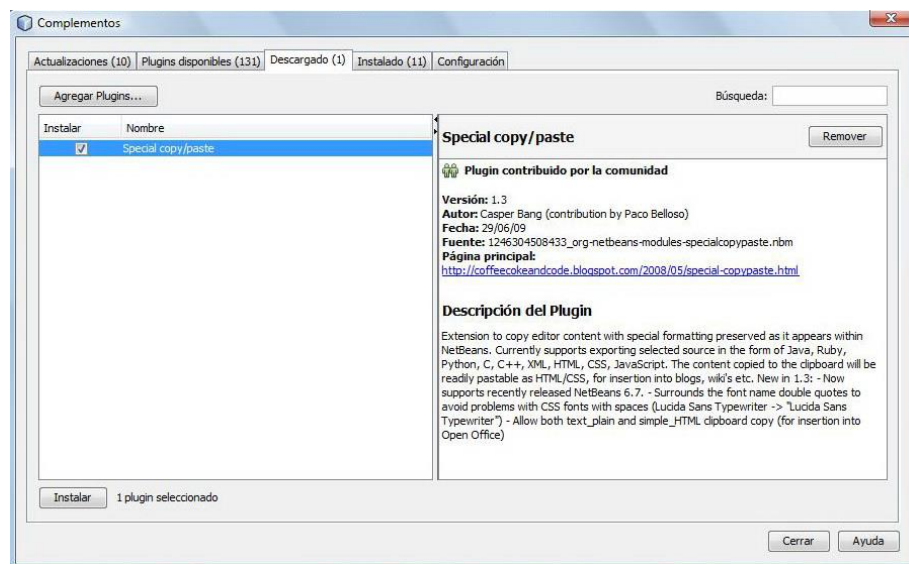 Complementos
Actualizaciones (10) Plugins disponibles (131) Descargado (1) Instalado (11) Configuración
Agregar Plugins...
Búsqueda:
Instalar Nombre
Special copy/paste
Special copy/paste
Remover
Plugin contribuido por la comunidad
Versión: 1.3
Autor: Casper Bang (contribution by Paco Belloso)
Fecha: 29/06/09
Fuente: 1246304508433_org-netbeans-modules-specialcopypaste.nbm
Página principal:
http://coffeecokeandcode.blogspot.com/2008/05/special-copypaste.html
Descripción del Plugin
Extension to copy editor content with special formatting preserved as it appears within
NetBeans. Currently supports exporting selected source in the form of Java, Ruby,
Python, C, C++, XML, HTML, CSS, JavaScript. The content copied to the clipboard will be
readily pastable as HTML/CSS, for insertion into blogs, wiki's etc. New in 1.3: - Now
supports recently released NetBeans 6.7. - Surrounds the font name double quotes to
avoid problems with CSS fonts with spaces (Lucida Sans Typewriter -> "Lucida Sans
Typewriter") - Allow both text_plain and simple_HTML clipboard copy (for insertion into
Open Office)
Instalar 1 plugin seleccionado
Cerrar Ayuda